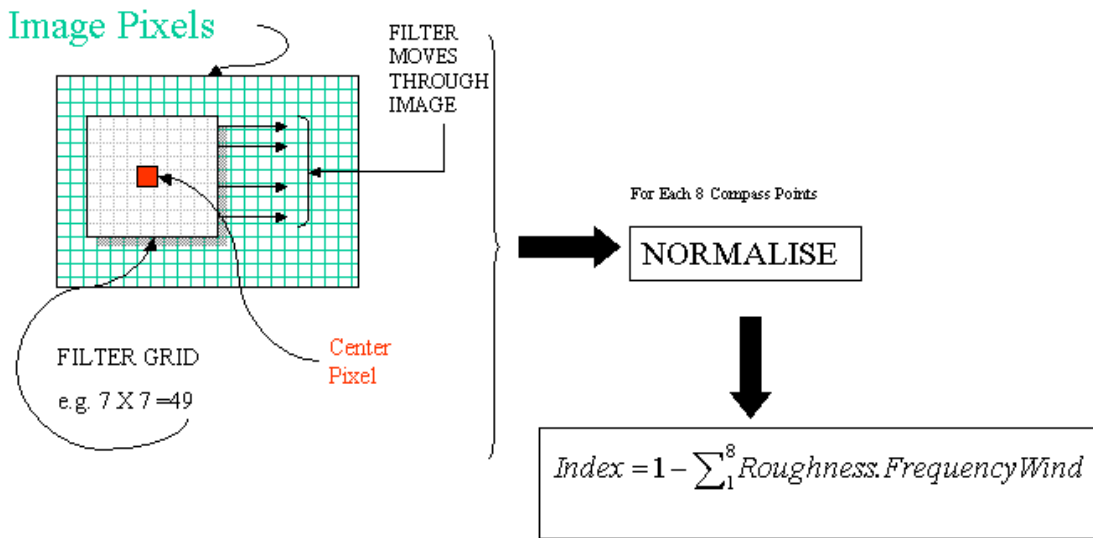 Image Pixels
FILTER
MOVES
THROUGH
IMAGE
For Each 8 Compass Points
NORMALISE
Center
Pixel
FILTER GRID
e.g. 7 X 7 =49
Index = 1 − ∑₁⁸ Roughness.FrequencyWind